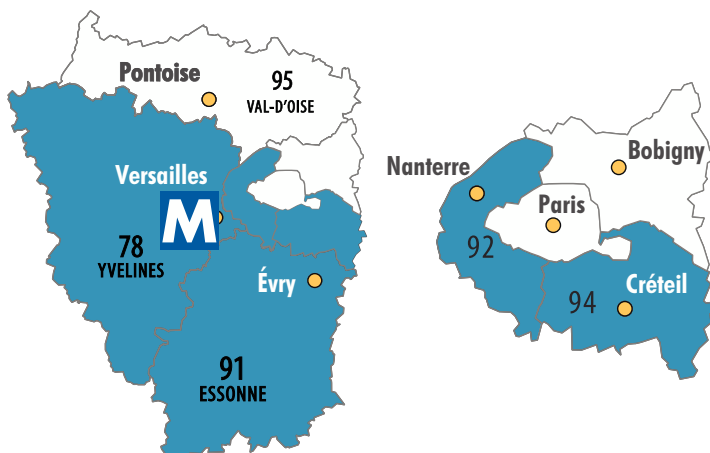 Pontoise
95
VAL-D'OISE
Versailles
M
78
YVELINES
Évry
91
ESSONNE
Nanterre
Bobigny
Paris
92
94
Créteil